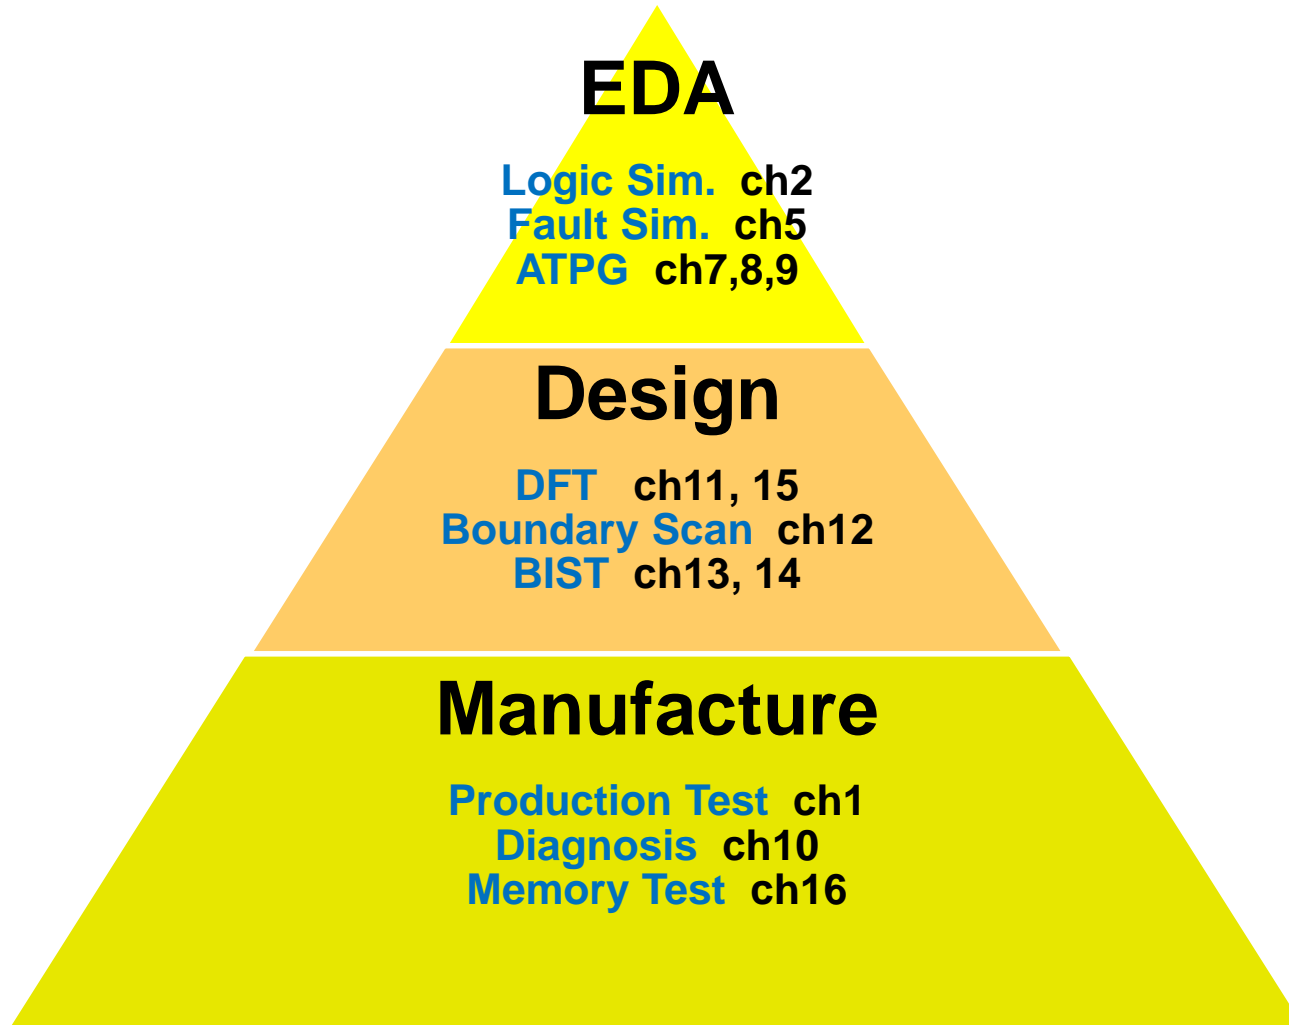 EDA
Logic Sim. ch2
Fault Sim. ch5
ATPG ch7,8,9
Design
DFT ch11, 15
Boundary Scan ch12
BIST ch13, 14
Manufacture
Production Test ch1
Diagnosis ch10
Memory Test ch16